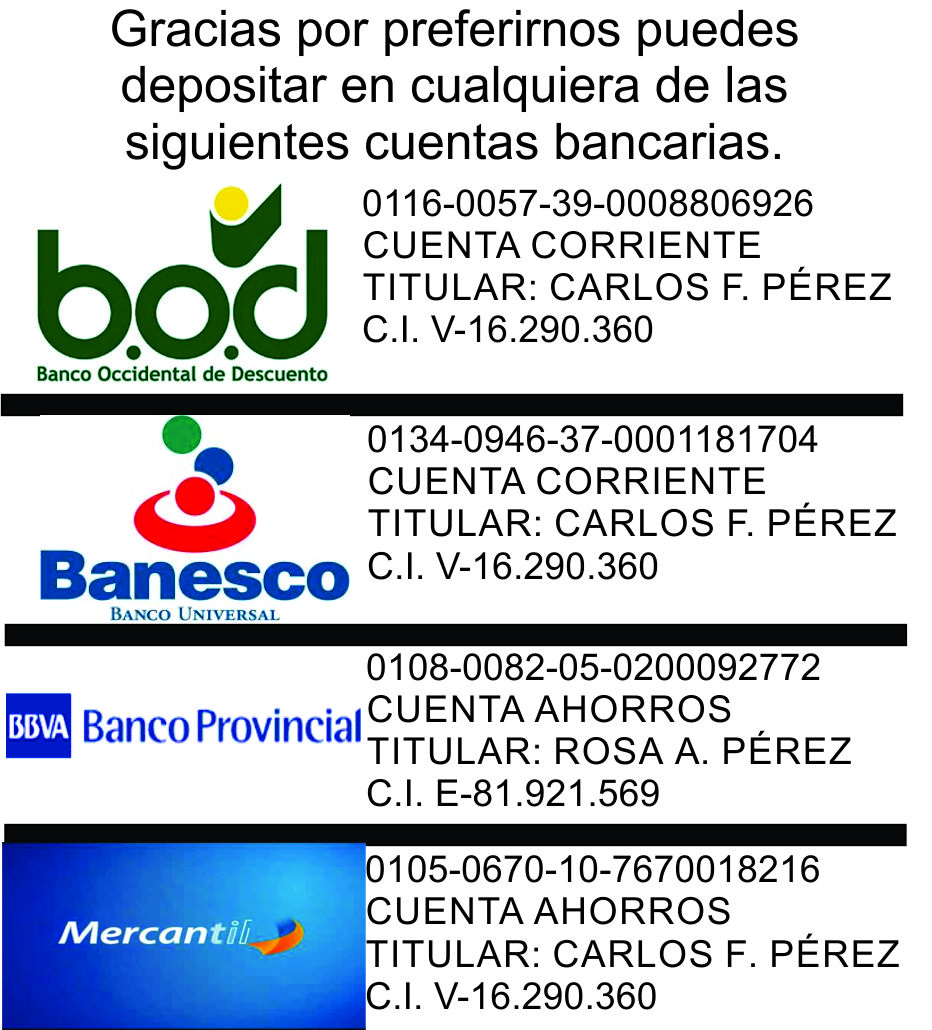 Gracias por preferirnos puedes
depositar en cualquiera de las
siguientes cuentas bancarias.
b.o.d
Banco Occidental de Descuento
0116-0057-39-0008806926
CUENTA CORRIENTE
TITULAR: CARLOS F. PÉREZ
C.I. V-16.290.360
Banesco
BANCO UNIVERSAL
0134-0946-37-0001181704
CUENTA CORRIENTE
TITULAR: CARLOS F. PÉREZ
C.I. V-16.290.360
BBVA Banco Provincial
0108-0082-05-0200092772
CUENTA AHORROS
TITULAR: ROSA A. PÉREZ
C.I. E-81.921.569
Mercantil
0105-0670-10-7670018216
CUENTA AHORROS
TITULAR: CARLOS F. PÉREZ
C.I. V-16.290.360